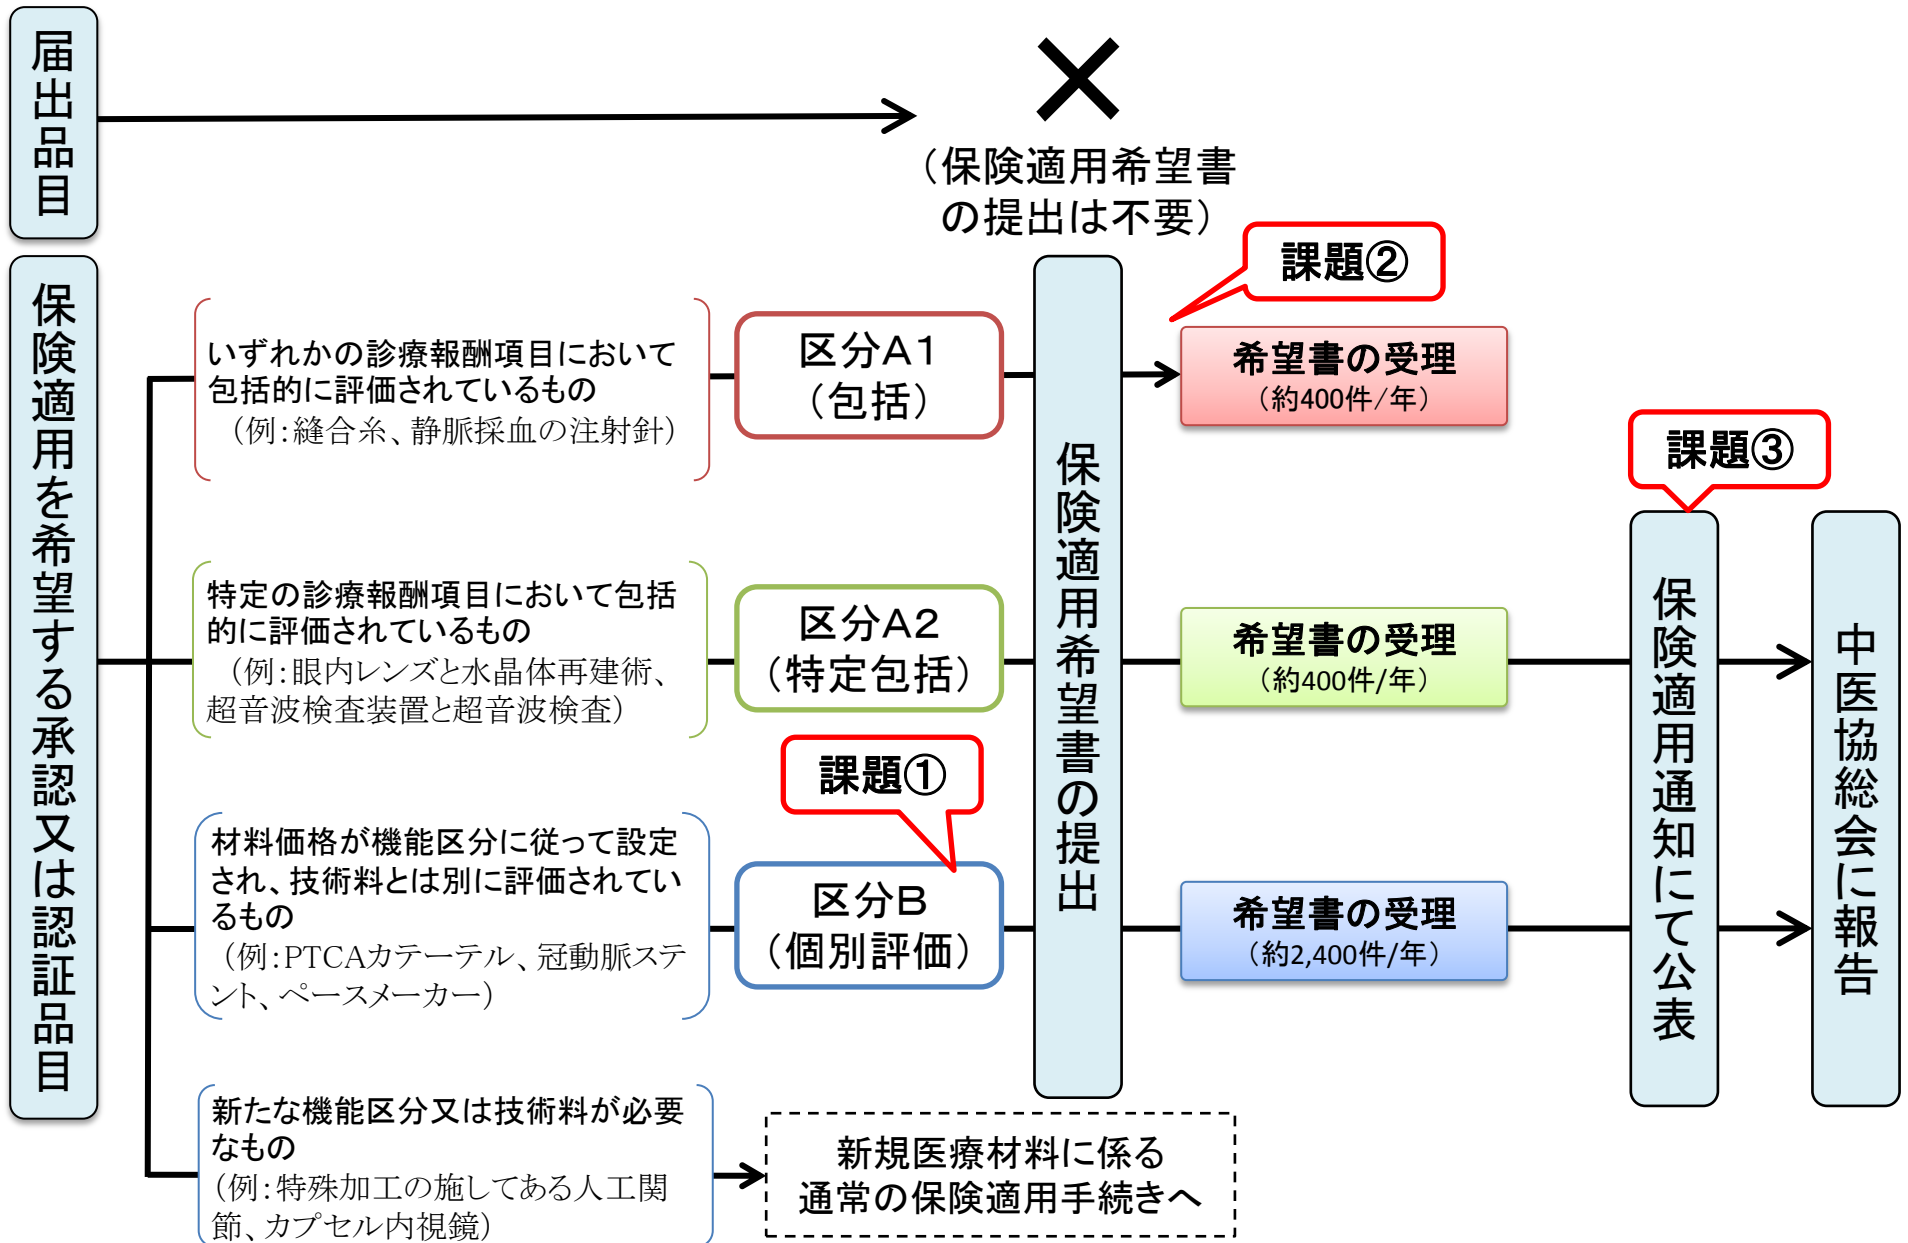 届出品目
（保険適用希望書
の提出は不要）
保険適用を希望する承認又は認証品目
いずれかの診療報酬項目において
包括的に評価されているもの
（例：縫合糸、静脈採血の注射針）
区分A1
（包括）
保険適用希望書の提出
課題②
希望書の受理
（約400件/年）
特定の診療報酬項目において包括
的に評価されているもの
（例：眼内レンズと水晶体再建術、
超音波検査装置と超音波検査）
区分A2
（特定包括）
希望書の受理
（約400件/年）
課題③
保険適用通知にて公表
中医協総会に報告
課題①
材料価格が機能区分に従って設定
され、技術料とは別に評価されてい
るもの
（例：PTCAカテーテル、冠動脈ステ
ント、ペースメーカー）
区分B
（個別評価）
希望書の受理
（約2,400件/年）
新たな機能区分又は技術料が必要
なもの
（例：特殊加工の施してある人工関
節、カプセル内視鏡）
新規医療材料に係る
通常の保険適用手続きへ